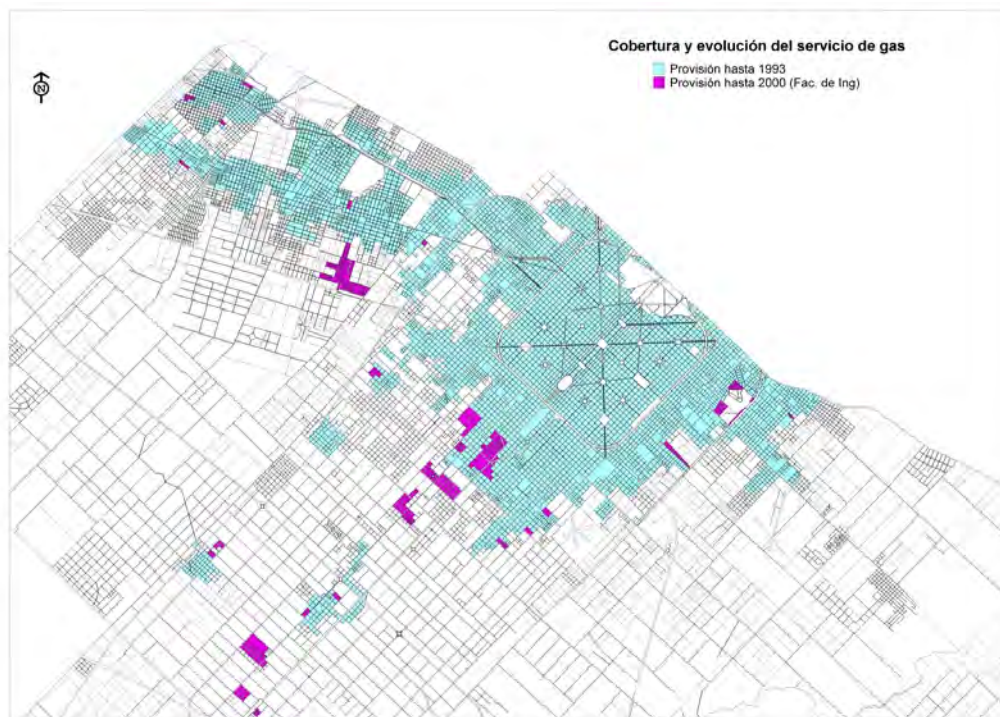 Cobertura y evolución del servicio de gas
Provisión hasta 1993
Provisión hasta 2000 (Fac. de Ing)
N